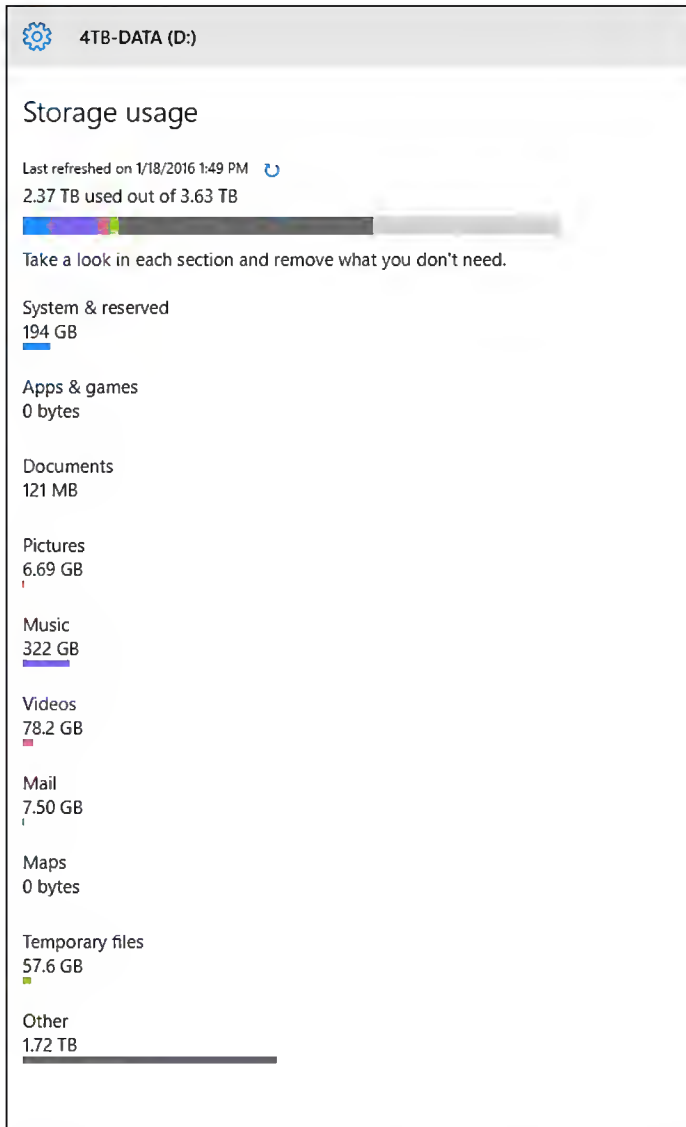 4TB-DATA (D:)
Storage usage
Last refreshed on 1/18/2016 1:49 PM
2.37 TB used out of 3.63 TB
Take a look in each section and remove what you don't need.
System & reserved
194 GB
Apps & games
0 bytes
Documents
121 MB
Pictures
6.69 GB
Music
322 GB
Videos
78.2 GB
Mail
7.50 GB
Maps
0 bytes
Temporary files
57.6 GB
Other
1.72 TB